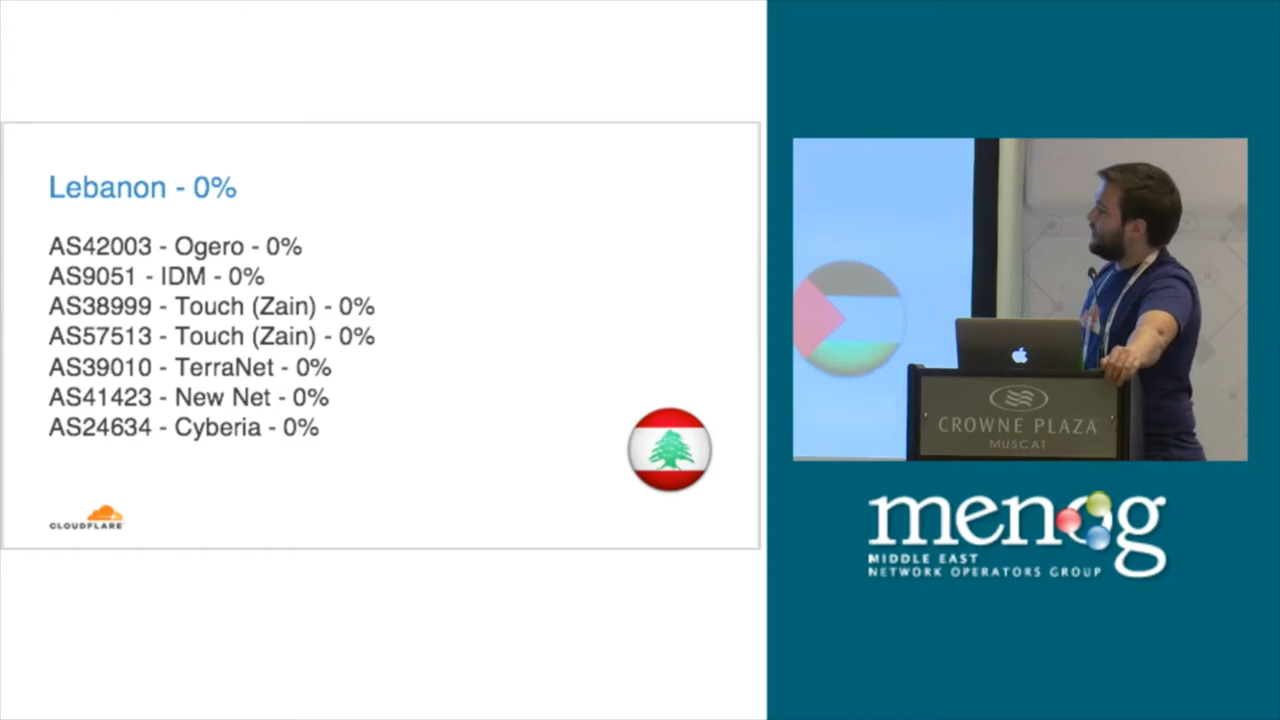 Lebanon - 0%
AS42003 - Ogero - 0%
AS9051 - IDM - 0%
AS38999 - Touch (Zain) - 0%
AS57513 - Touch (Zain) - 0%
AS39010 - TerraNet - 0%
AS41423 - New Net - 0%
AS24634 - Cyberia - 0%
CLOUDFLARE
CROWNE PLAZA
MUSCAT
menog
MIDDLE EAST
NETWORK OPERATORS GROUP